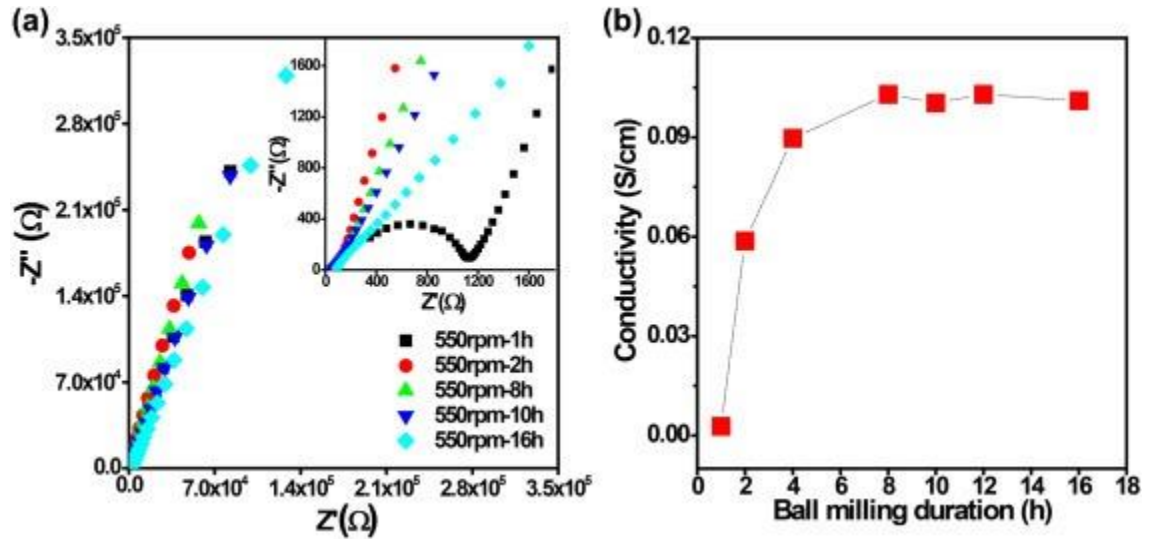 (a)
3.5x10⁵
2.8x10⁵
2.1x10⁵
1.4x10⁵
7.0x10⁴
0.0
-Z'' (Ω)
0.0
7.0x10⁴
1.4x10⁵
2.1x10⁵
2.8x10⁵
3.5x10⁵
Z'(Ω)
1600
1200
800
400
0
-Z''(Ω)
0
400
800
1200
1600
Z'(Ω)
550rpm-1h
550rpm-2h
550rpm-8h
550rpm-10h
550rpm-16h
(b)
0.12
0.09
0.06
0.03
0.00
Conductivity (S/cm)
0 2 4 6 8 10 12 14 16 18
Ball milling duration (h)